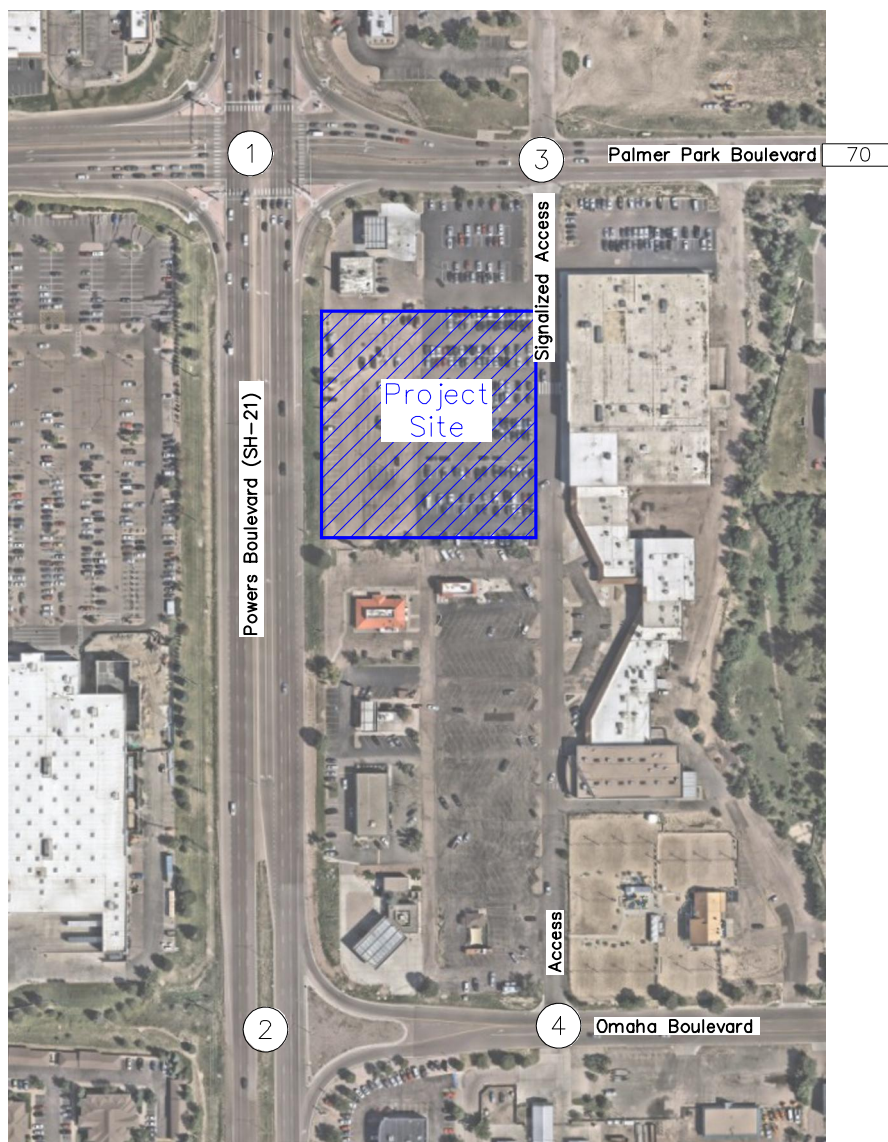 1
3
Palmer Park Boulevard
70
Signalized Access
Project
Site
Powers Boulevard (SH-21)
Access
2
4
Omaha Boulevard